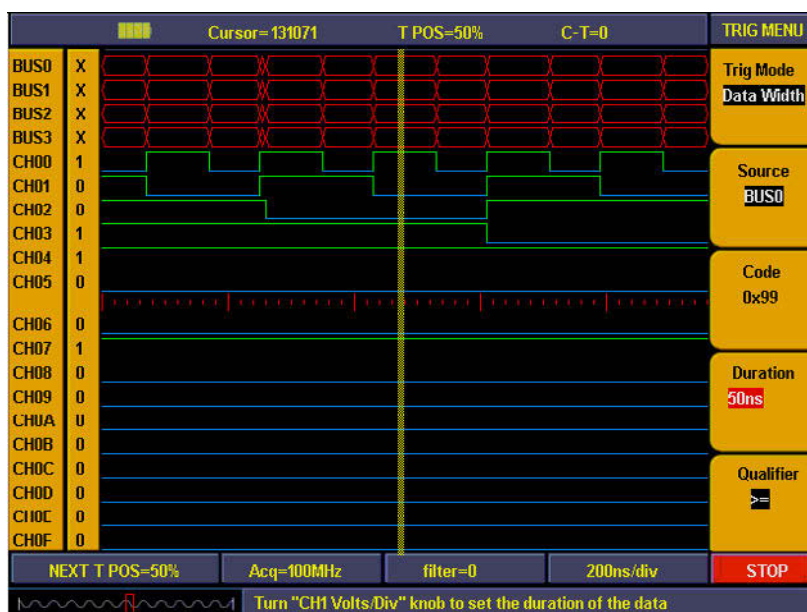 Cursor=131071 T POS=50% C-T=0 TRIG MENU
BUS0 X
BUS1 X
BUS2 X
BUS3 X
CH00 1
CH01 0
CH02 0
CH03 1
CH04 1
CH05 0
CH06 0
CH07 1
CH08 0
CH09 0
CH0A 0
CH0B 0
CH0C 0
CH0D 0
CH0E 0
CH0F 0
Trig Mode
Data Width
Source
BUS0
Code
0x99
Duration
50ns
Qualifier
>=
NEXT T POS=50% Acq=100MHz filter=0 200ns/div STOP
Turn "CH1 Volts/Div" knob to set the duration of the data